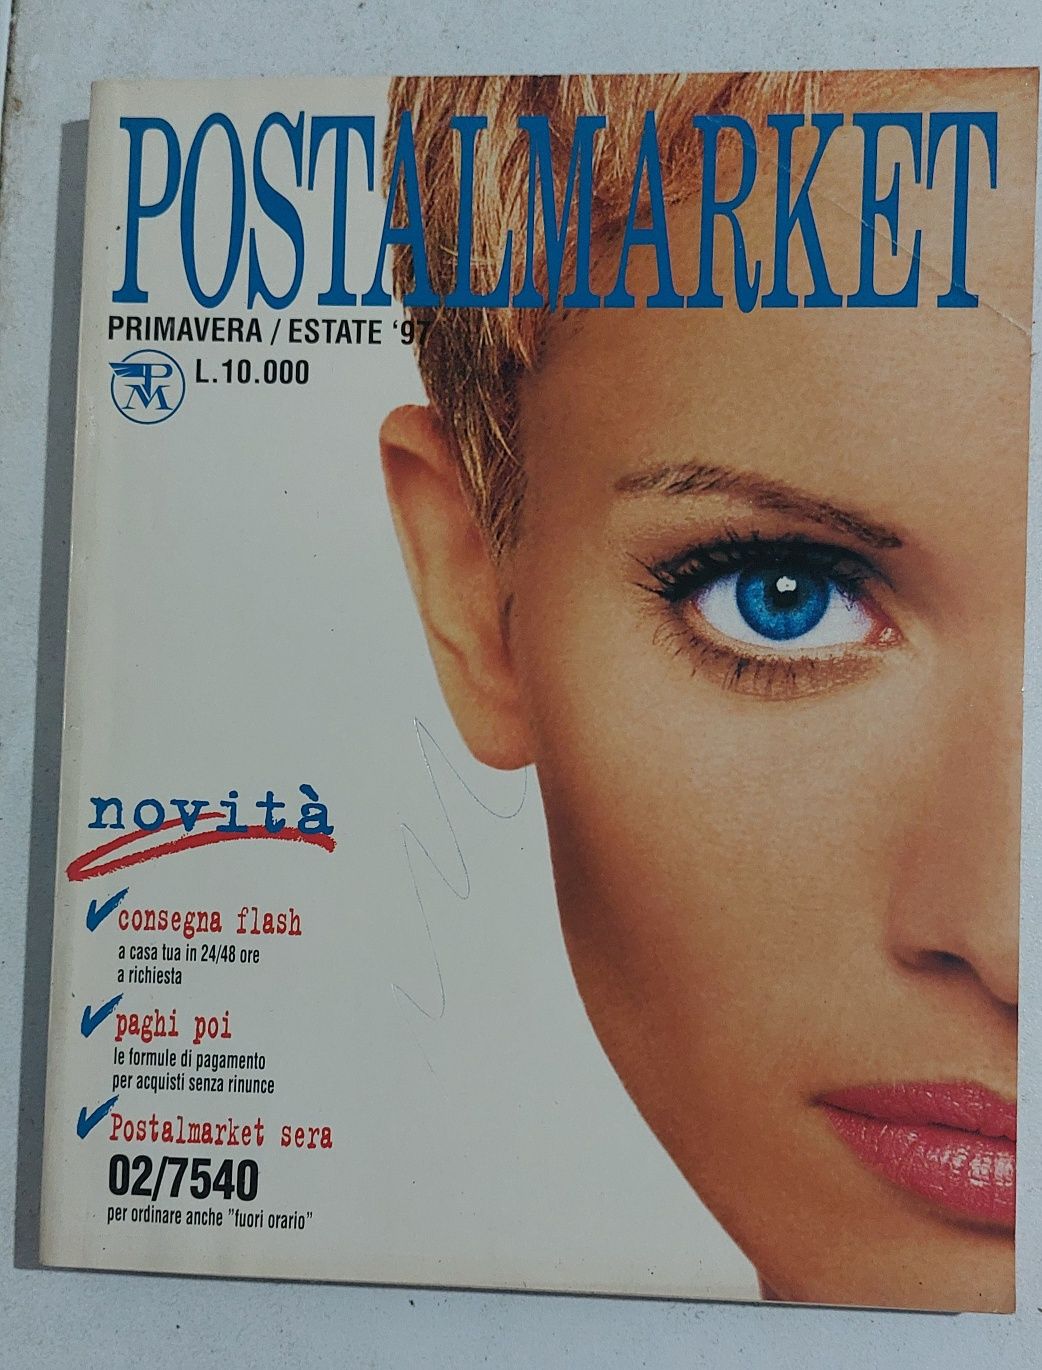 POSTALMARKET
PRIMAVERA / ESTATE '97
PM L.10.000
novità
consegna flash
a casa tua in 24/48 ore
a richiesta
paghi poi
le formule di pagamento
per acquisti senza rinunce
Postalmarket sera
02/7540
per ordinare anche "fuori orario"